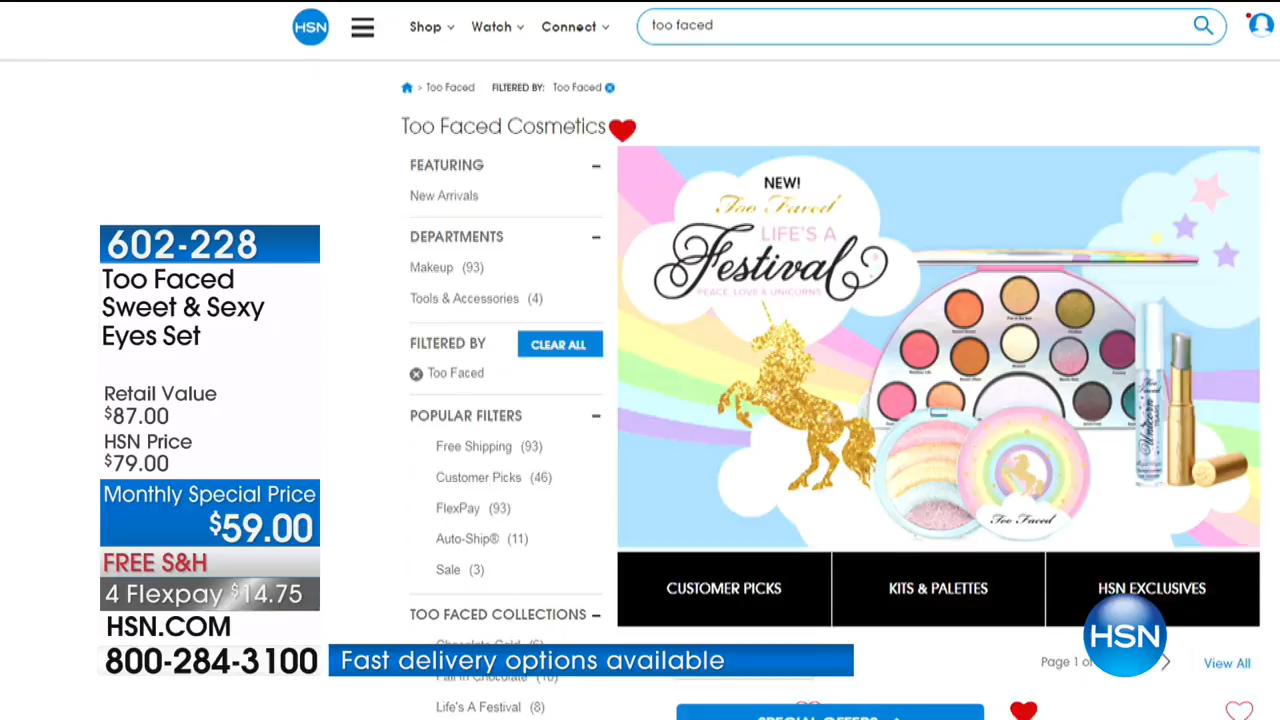 HSN
Shop
Watch
Connect
too faced
> Too Faced
FILTERED BY:
Too Faced
Too Faced Cosmetics
FEATURING
New Arrivals
DEPARTMENTS
Makeup (93)
Tools & Accessories (4)
FILTERED BY
CLEAR ALL
Too Faced
POPULAR FILTERS
Free Shipping (93)
Customer Picks (46)
FlexPay (93)
Auto-Ship® (11)
Sale (3)
TOO FACED COLLECTIONS
Life's A Festival (8)
NEW!
Too Faced
LIFE'S A
Festival
PEACE, LOVE & UNICORNS
Too Faced
Unicorn
TEARS
Too Faced
CUSTOMER PICKS
KITS & PALETTES
HSN EXCLUSIVES
Page 1
View All
602-228
Too Faced
Sweet & Sexy
Eyes Set
Retail Value
$87.00
HSN Price
$79.00
Monthly Special Price
$59.00
FREE S&H
4 Flexpay $14.75
HSN.COM
800-284-3100
Fast delivery options available
HSN